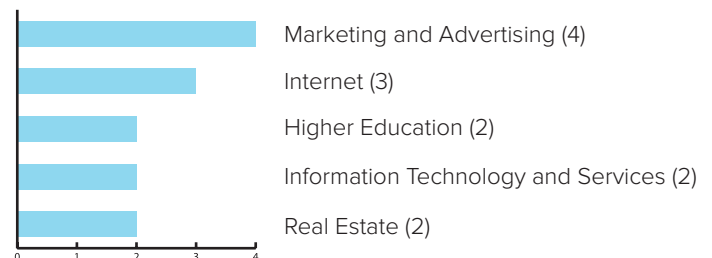 Marketing and Advertising (4)
Internet (3)
Higher Education (2)
Information Technology and Services (2)
Real Estate (2)
0 1 2 3 4